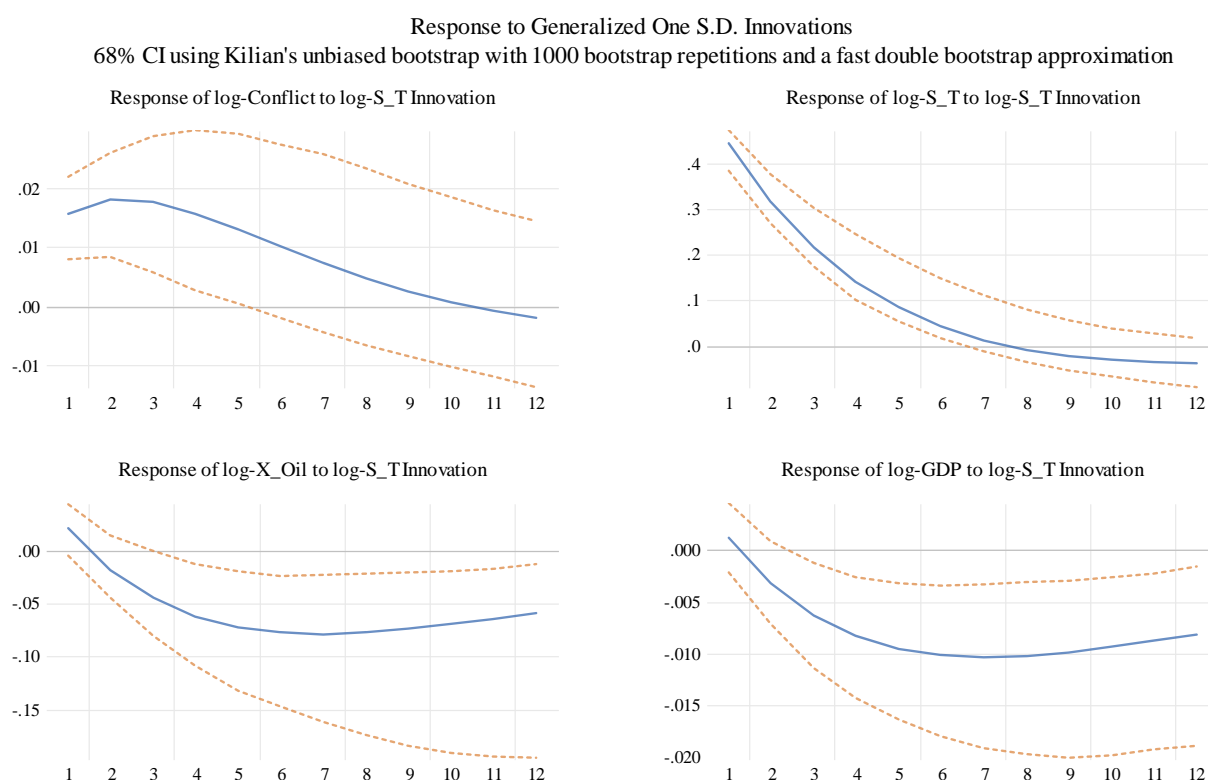 Response to Generalized One S.D. Innovations
68% CI using Kilian's unbiased bootstrap with 1000 bootstrap repetitions and a fast double bootstrap approximation
Response of log-Conflict to log-S_T Innovation
.02
.01
.00
-.01
1 2 3 4 5 6 7 8 9 10 11 12
Response of log-S_T to log-S_T Innovation
.4
.3
.2
.1
.0
1 2 3 4 5 6 7 8 9 10 11 12
Response of log-X_Oil to log-S_T Innovation
.00
-.05
-.10
-.15
1 2 3 4 5 6 7 8 9 10 11 12
Response of log-GDP to log-S_T Innovation
.000
-.005
-.010
-.015
-.020
1 2 3 4 5 6 7 8 9 10 11 12